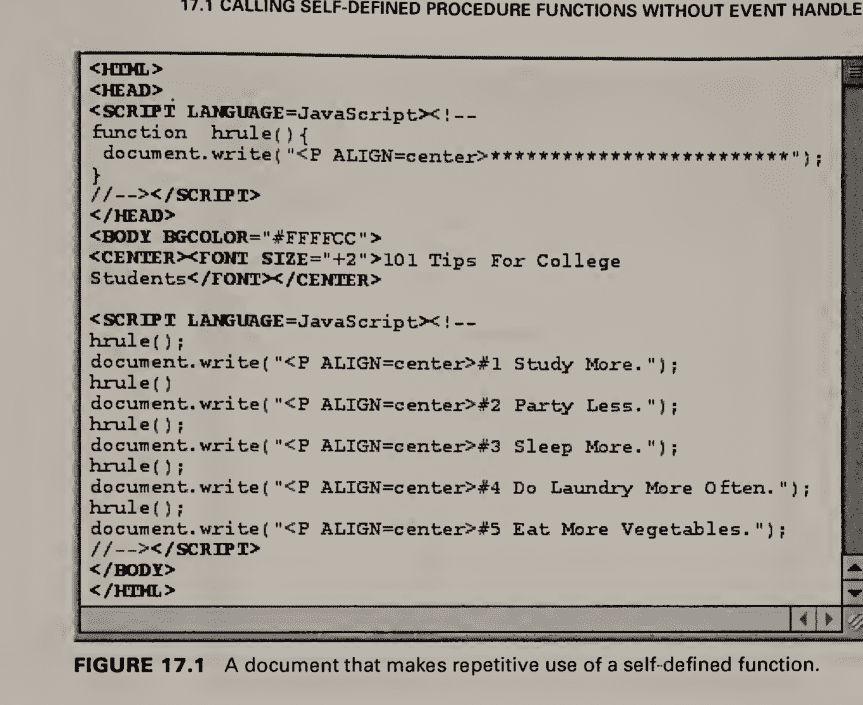 17.1 CALLING SELF-DEFINED PROCEDURE FUNCTIONS WITHOUT EVENT
<HTML>
<HEAD>
<SCRIPT LANGUAGE=JavaScript><!--
function  hrule(){
 document.write("<P ALIGN=center>*************************");
}
//--></SCRIPT>
</HEAD>
<BODY BGCOLOR="#FFFFCC">
<CENTER><FONT SIZE="+2">101 Tips For College
Students</FONT></CENTER>
<SCRIPT LANGUAGE=JavaScript><!--
hrule();
document.write("<P ALIGN=center>#1 Study More.");
hrule()
document.write("<P ALIGN=center>#2 Party Less.");
hrule();
document.write("<P ALIGN=center>#3 Sleep More.");
hrule();
document.write("<P ALIGN=center>#4 Do Laundry More Often.");
hrule();
document.write("<P ALIGN=center>#5 Eat More Vegetables.");
//--></SCRIPT>
</BODY>
</HTML>
FIGURE 17.1 A document that makes repetitive use of a self-defined function.